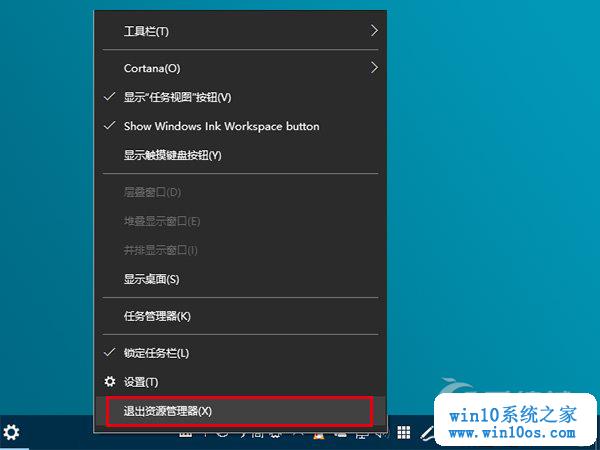 工具栏(T)
Cortana(O)
显示“任务视图”按钮(V)
Show Windows Ink Workspace button
显示触摸键盘按钮(Y)
层叠窗口(D)
堆叠显示窗口(E)
并排显示窗口(I)
显示桌面(S)
任务管理器(K)
锁定任务栏(L)
设置(T)
退出资源管理器(X)
win10系统之家
www.win10os.com